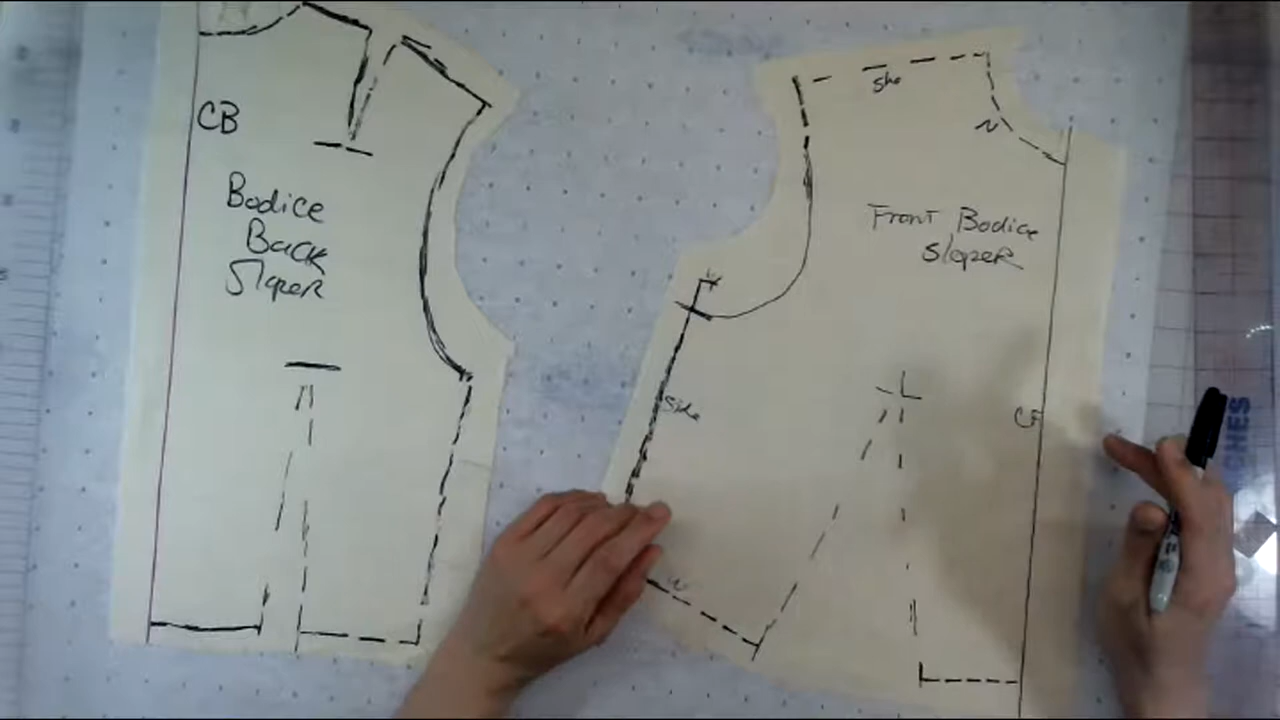 CB
Bodice
Back
Sloper
Sho
N
Front Bodice
Sloper
Side
CF
W